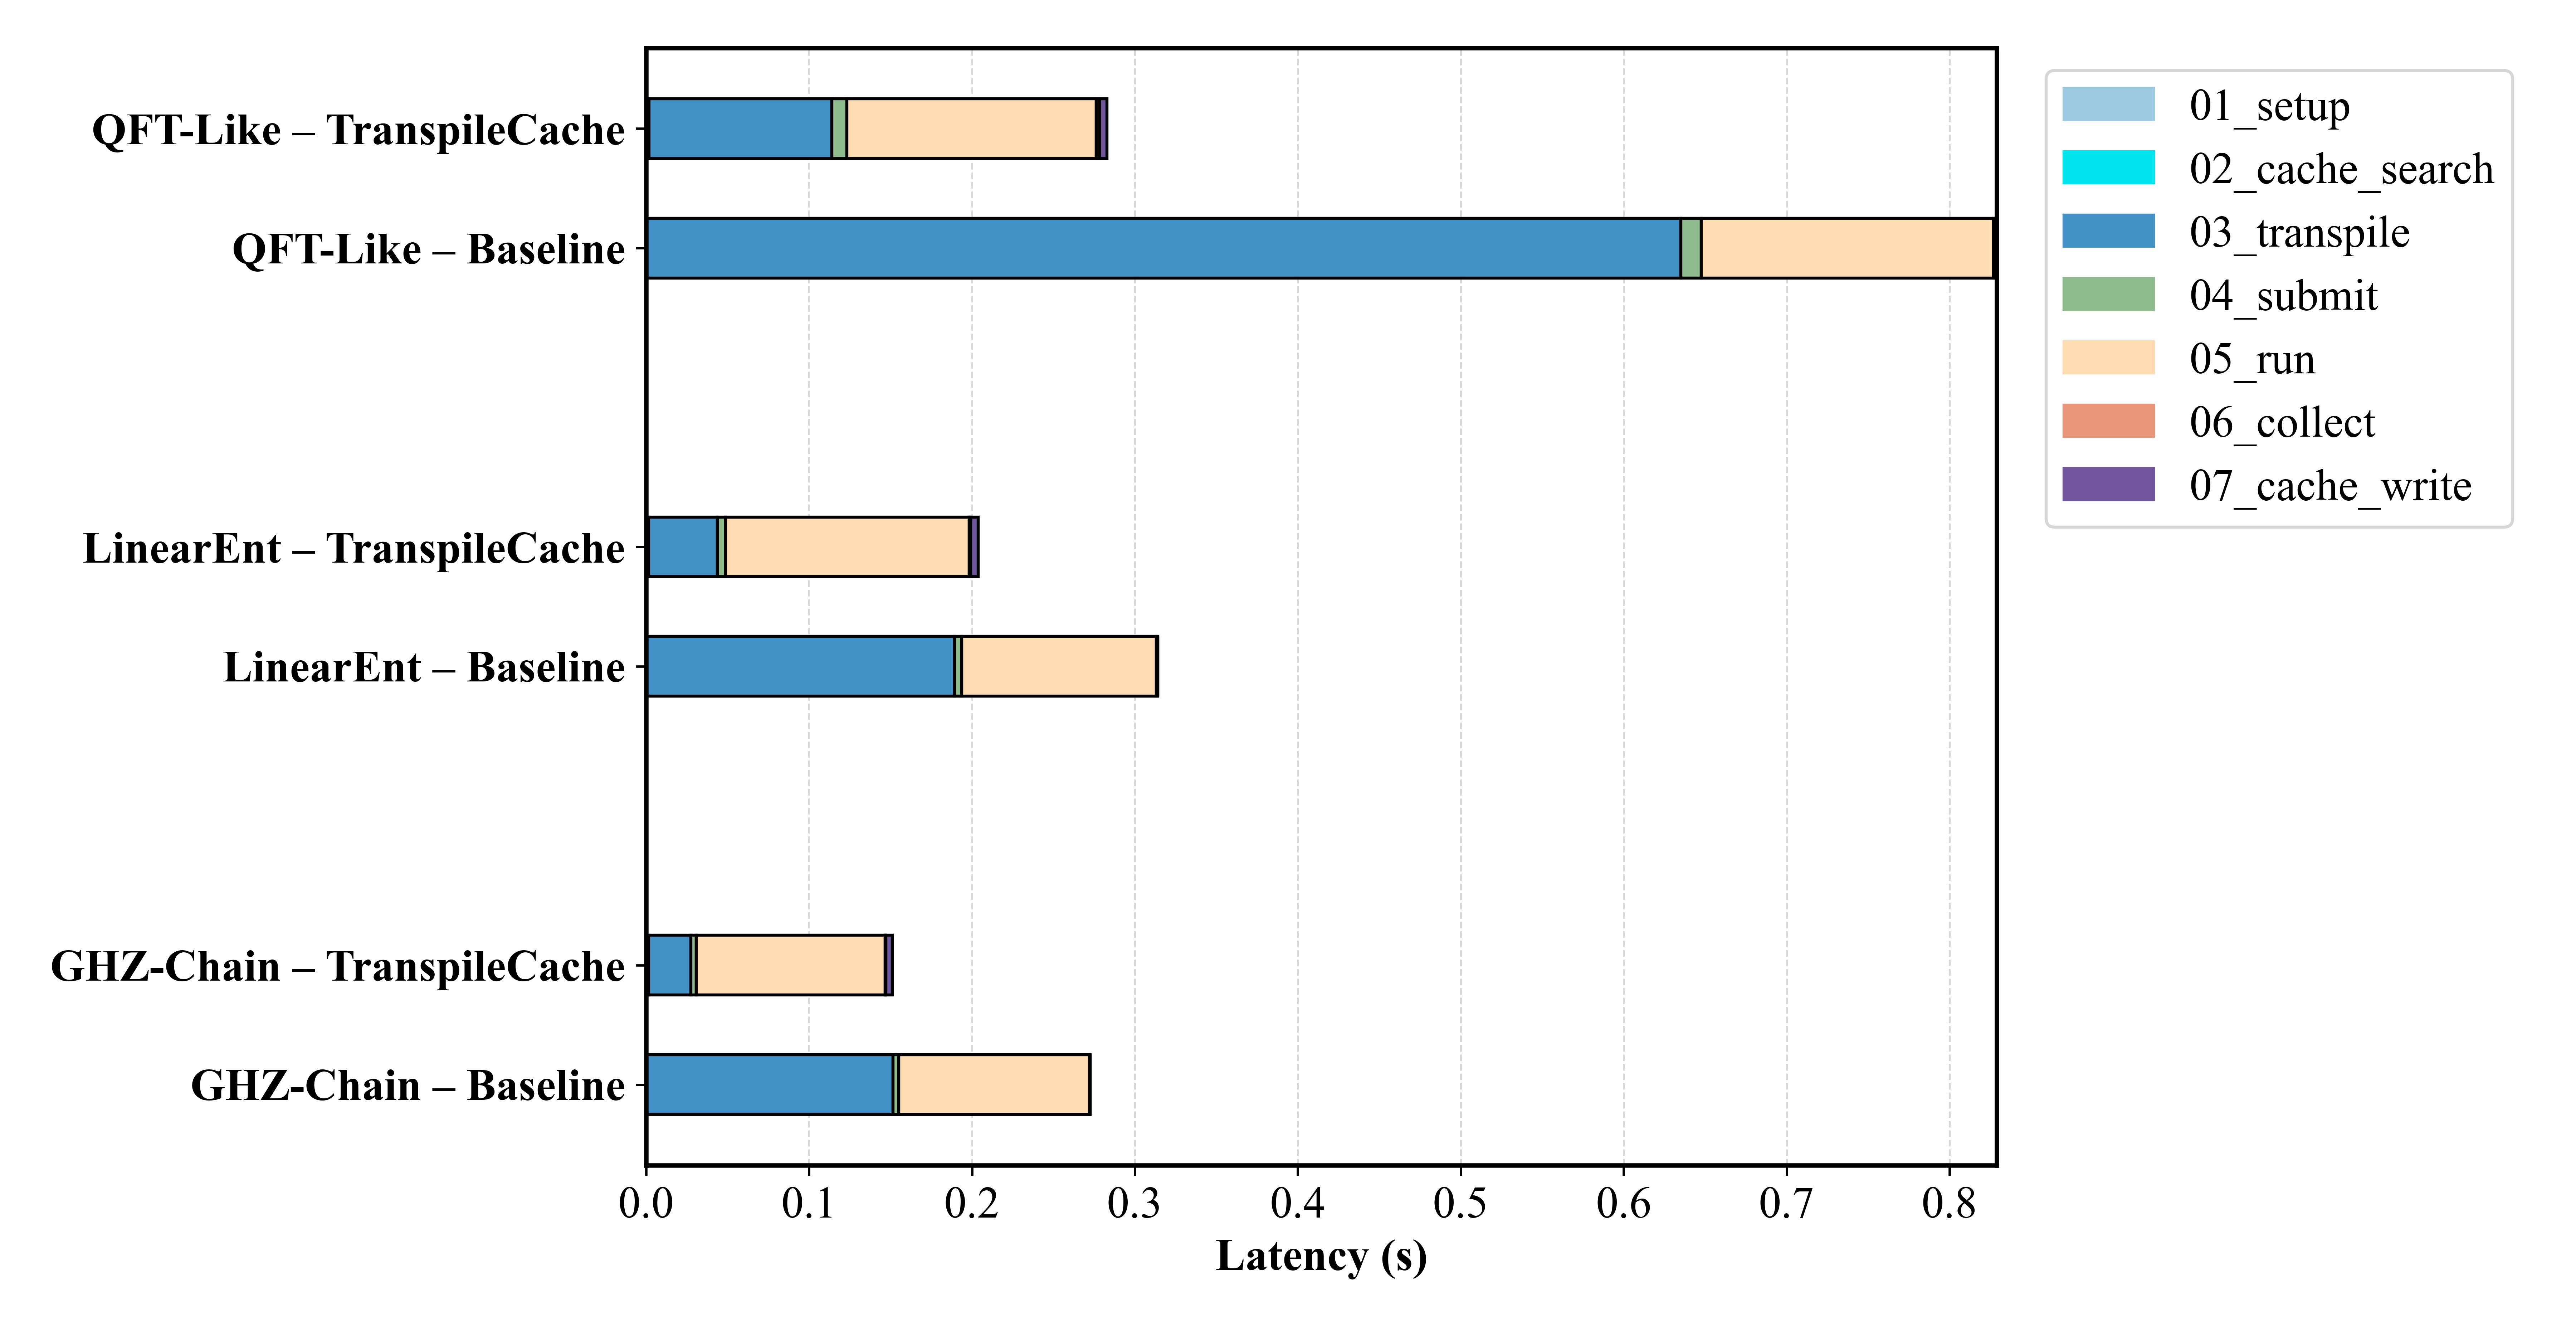 QFT-Like – TranspileCache
QFT-Like – Baseline
LinearEnt – TranspileCache
LinearEnt – Baseline
GHZ-Chain – TranspileCache
GHZ-Chain – Baseline
0.0 0.1 0.2 0.3 0.4 0.5 0.6 0.7 0.8
Latency (s)
01_setup
02_cache_search
03_transpile
04_submit
05_run
06_collect
07_cache_write